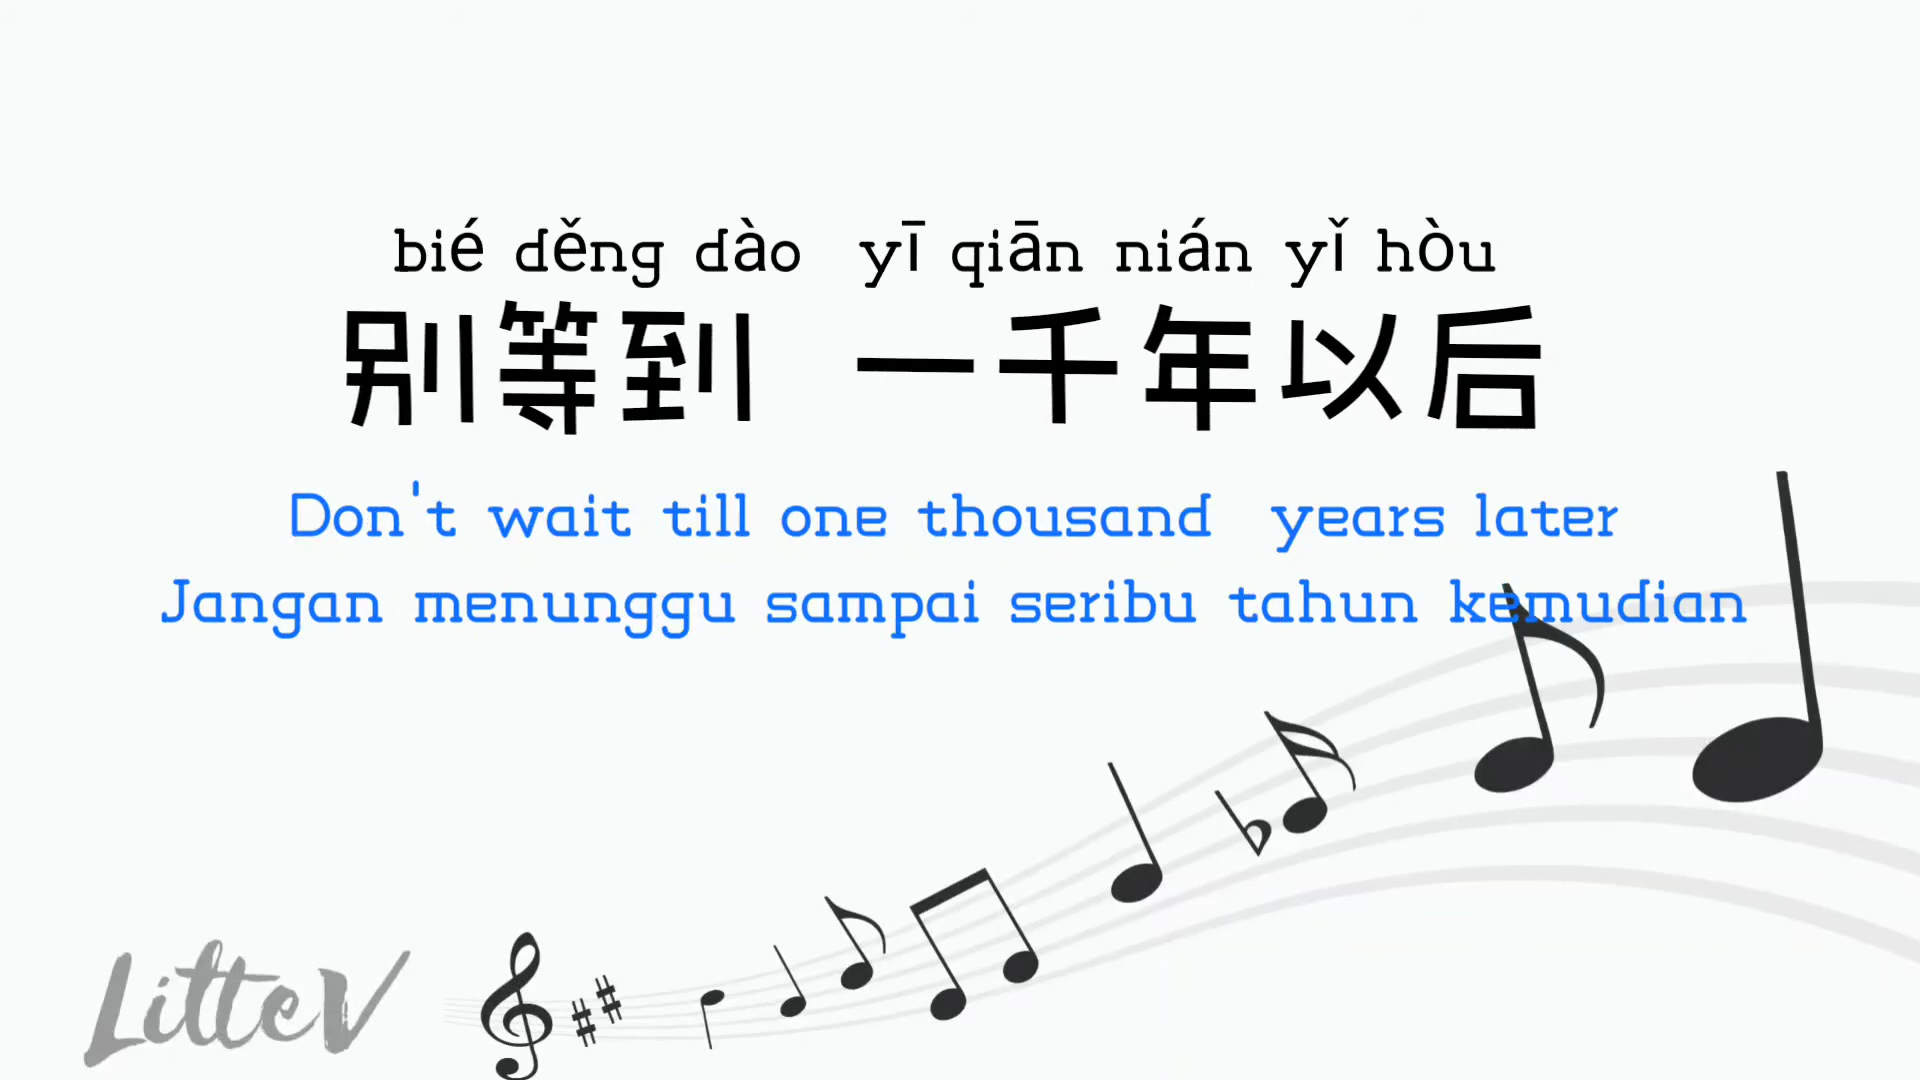 bié děng dào yī qiān nián yǐ hòu
别等到 一千年以后
Don't wait till one thousand years later
Jangan menunggu sampai seribu tahun kemudian
LitteV